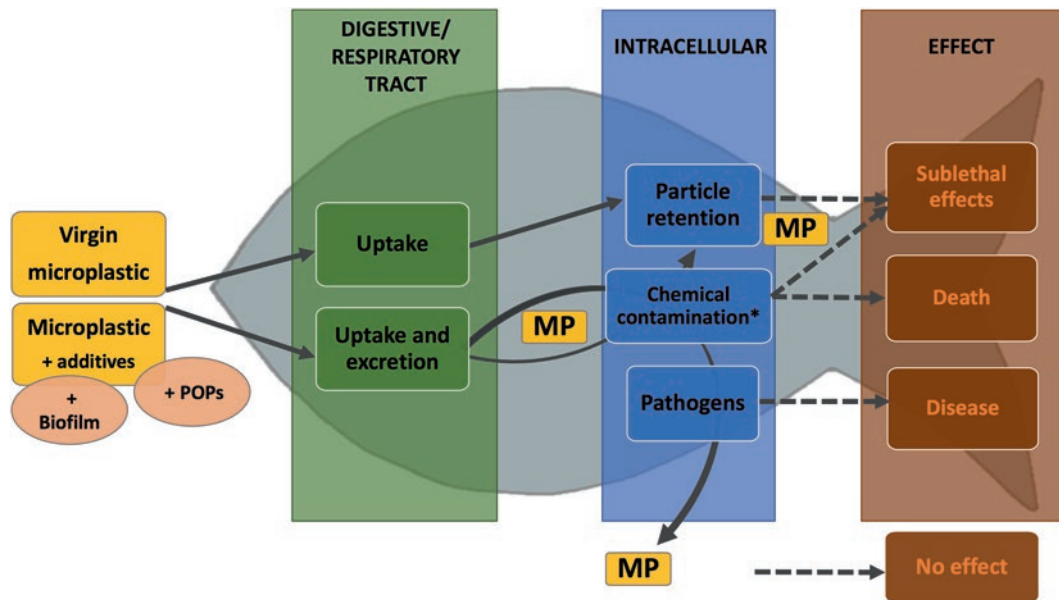 DIGESTIVE/
RESPIRATORY
TRACT
INTRACELLULAR
EFFECT
Virgin
microplastic
Microplastic
+ additives
+
Biofilm
+ POPs
Uptake
Uptake and
excretion
MP
Particle
retention
MP
Chemical
contamination*
Pathogens
MP
Sublethal
effects
Death
Disease
No effect